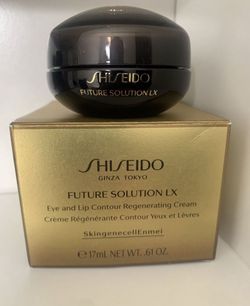 SHISEIDO
FUTURE SOLUTION LX
SHISEIDO
GINZA TOKYO
FUTURE SOLUTION LX
Eye and Lip Contour Regenerating Cream
Crème Régénérante Contour Yeux et Lèvres
SkingenecellEnmei
℮ 17mL NET WT. .61 OZ.